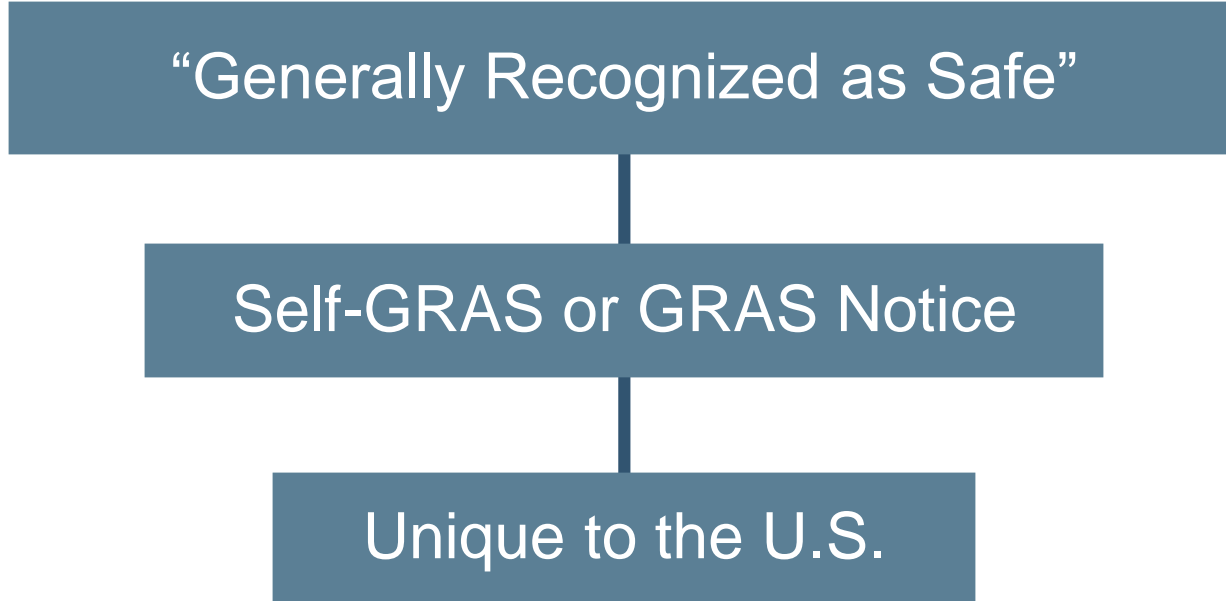 “Generally Recognized as Safe”
Self-GRAS or GRAS Notice
Unique to the U.S.